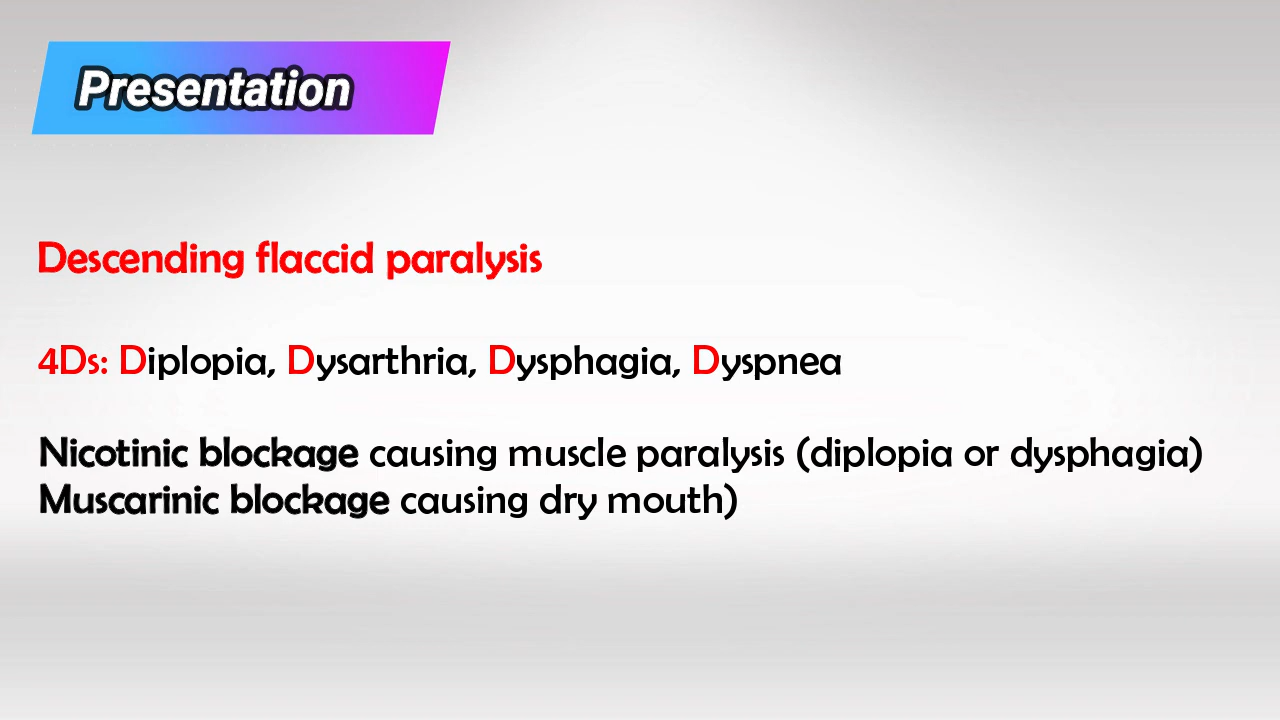 Presentation
Descending flaccid paralysis
4Ds: Diplopia, Dysarthria, Dysphagia, Dyspnea
Nicotinic blockage causing muscle paralysis (diplopia or dysphagia)
Muscarinic blockage causing dry mouth)